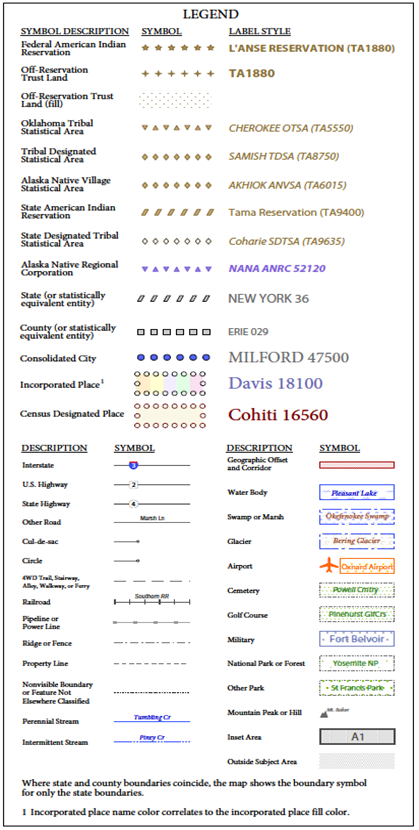 LEGEND
SYMBOL DESCRIPTION SYMBOL LABEL STYLE
Federal American Indian
Reservation
L'ANSE RESERVATION (TA1880)
Off-Reservation
Trust Land
TA1880
Off-Reservation Trust
Land (fill)
Oklahoma Tribal
Statistical Area
CHEROKEE OTSA (TA5550)
Tribal Designated
Statistical Area
SAMISH TDSA (TA8750)
Alaska Native Village
Statistical Area
AKHIOK ANVSA (TA6015)
State American Indian
Reservation
Tama Reservation (TA9400)
State Designated Tribal
Statistical Area
Coharie SDTSA (TA9635)
Alaska Native Regional
Corporation
NANA ANRC 52120
State (or statistically
equivalent entity)
NEW YORK 36
County (or statistically
equivalent entity)
ERIE 029
Consolidated City
MILFORD 47500
Incorporated Place 1
Davis 18100
Census Designated Place
Cohiti 16560
DESCRIPTION SYMBOL
Interstate
3
U.S. Highway
2
State Highway
4
Other Road
Marsh Ln
Cul-de-sac
Circle
4WD Trail, Stairway,
Alley, Walkway, or Ferry
Railroad
Southern RR
Pipeline or
Power Line
Ridge or Fence
Property Line
Nonvisible Boundary
or Feature Not
Elsewhere Classified
Perennial Stream
Tumbling Cr
Intermittent Stream
Piney Cr
DESCRIPTION SYMBOL
Geographic Offset
and Corridor
Water Body
Pleasant Lake
Swamp or Marsh
Okefenokee Swamp
Glacier
Bering Glacier
Airport
Oxnard Airport
Cemetery
Powell Cmtry
Golf Course
Pinehurst GlfCrs
Military
Fort Belvoir
National Park or Forest
Yosemite NP
Other Park
St Francis Park
Mountain Peak or Hill
Mt. Baker
Inset Area
A1
Outside Subject Area
Where state and county boundaries coincide, the map shows the boundary symbol
for only the state boundaries.
1 Incorporated place name color correlates to the incorporated place fill color.